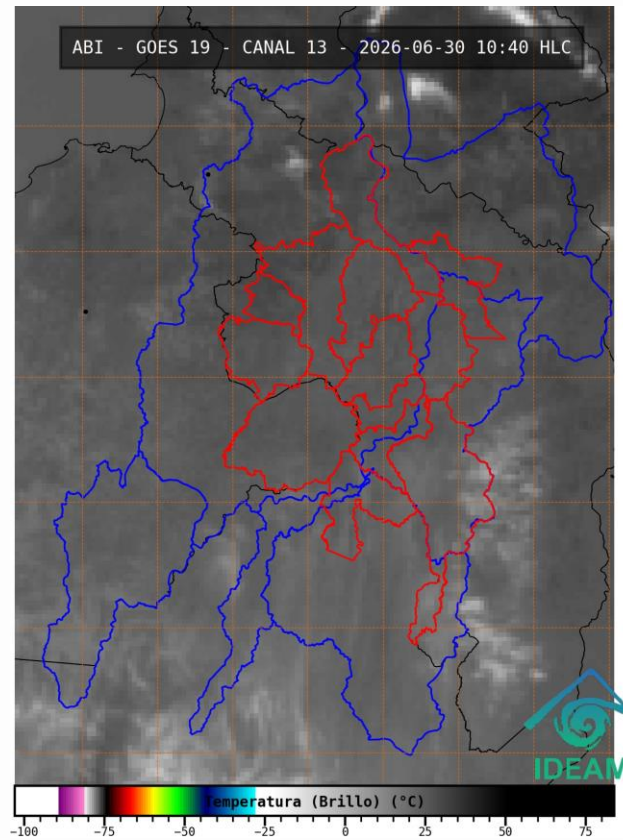 ABI - GOES 19 - CANAL 13 - 2026-06-30 10:40 HLC
IDEAM
Temperatura (Brillo) (°C)
-100 -75 -50 -25 0 25 50 75